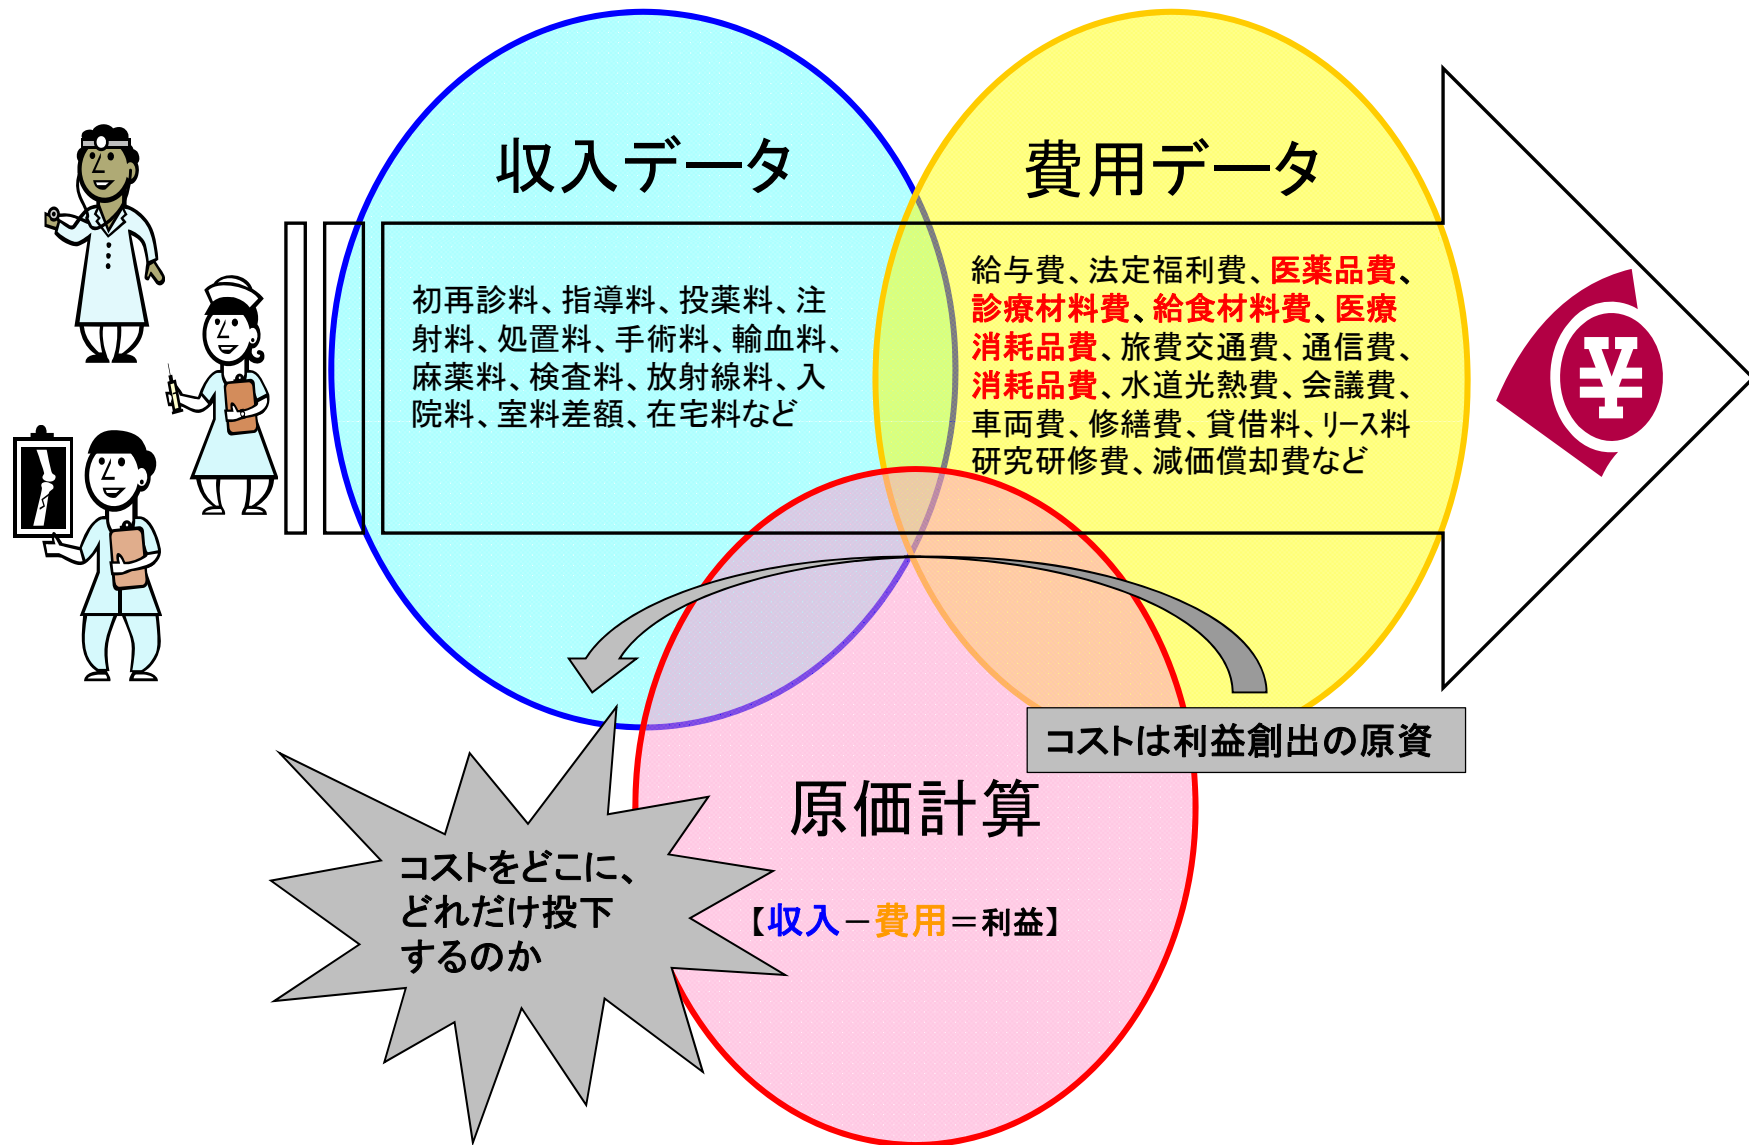 収入データ
費用データ
初再診料、指導料、投薬料、注
射料、処置料、手術料、輸血料、
麻薬料、検査料、放射線料、入
院料、室料差額、在宅料など
給与費、法定福利費、医薬品費、
診療材料費、給食材料費、医療
消耗品費、旅費交通費、通信費、
消耗品費、水道光熱費、会議費、
車両費、修繕費、賃借料、リース料
研究研修費、減価償却費など
¥
コストは利益創出の原資
原価計算
【収入－費用＝利益】
コストをどこに、
どれだけ投下
するのか